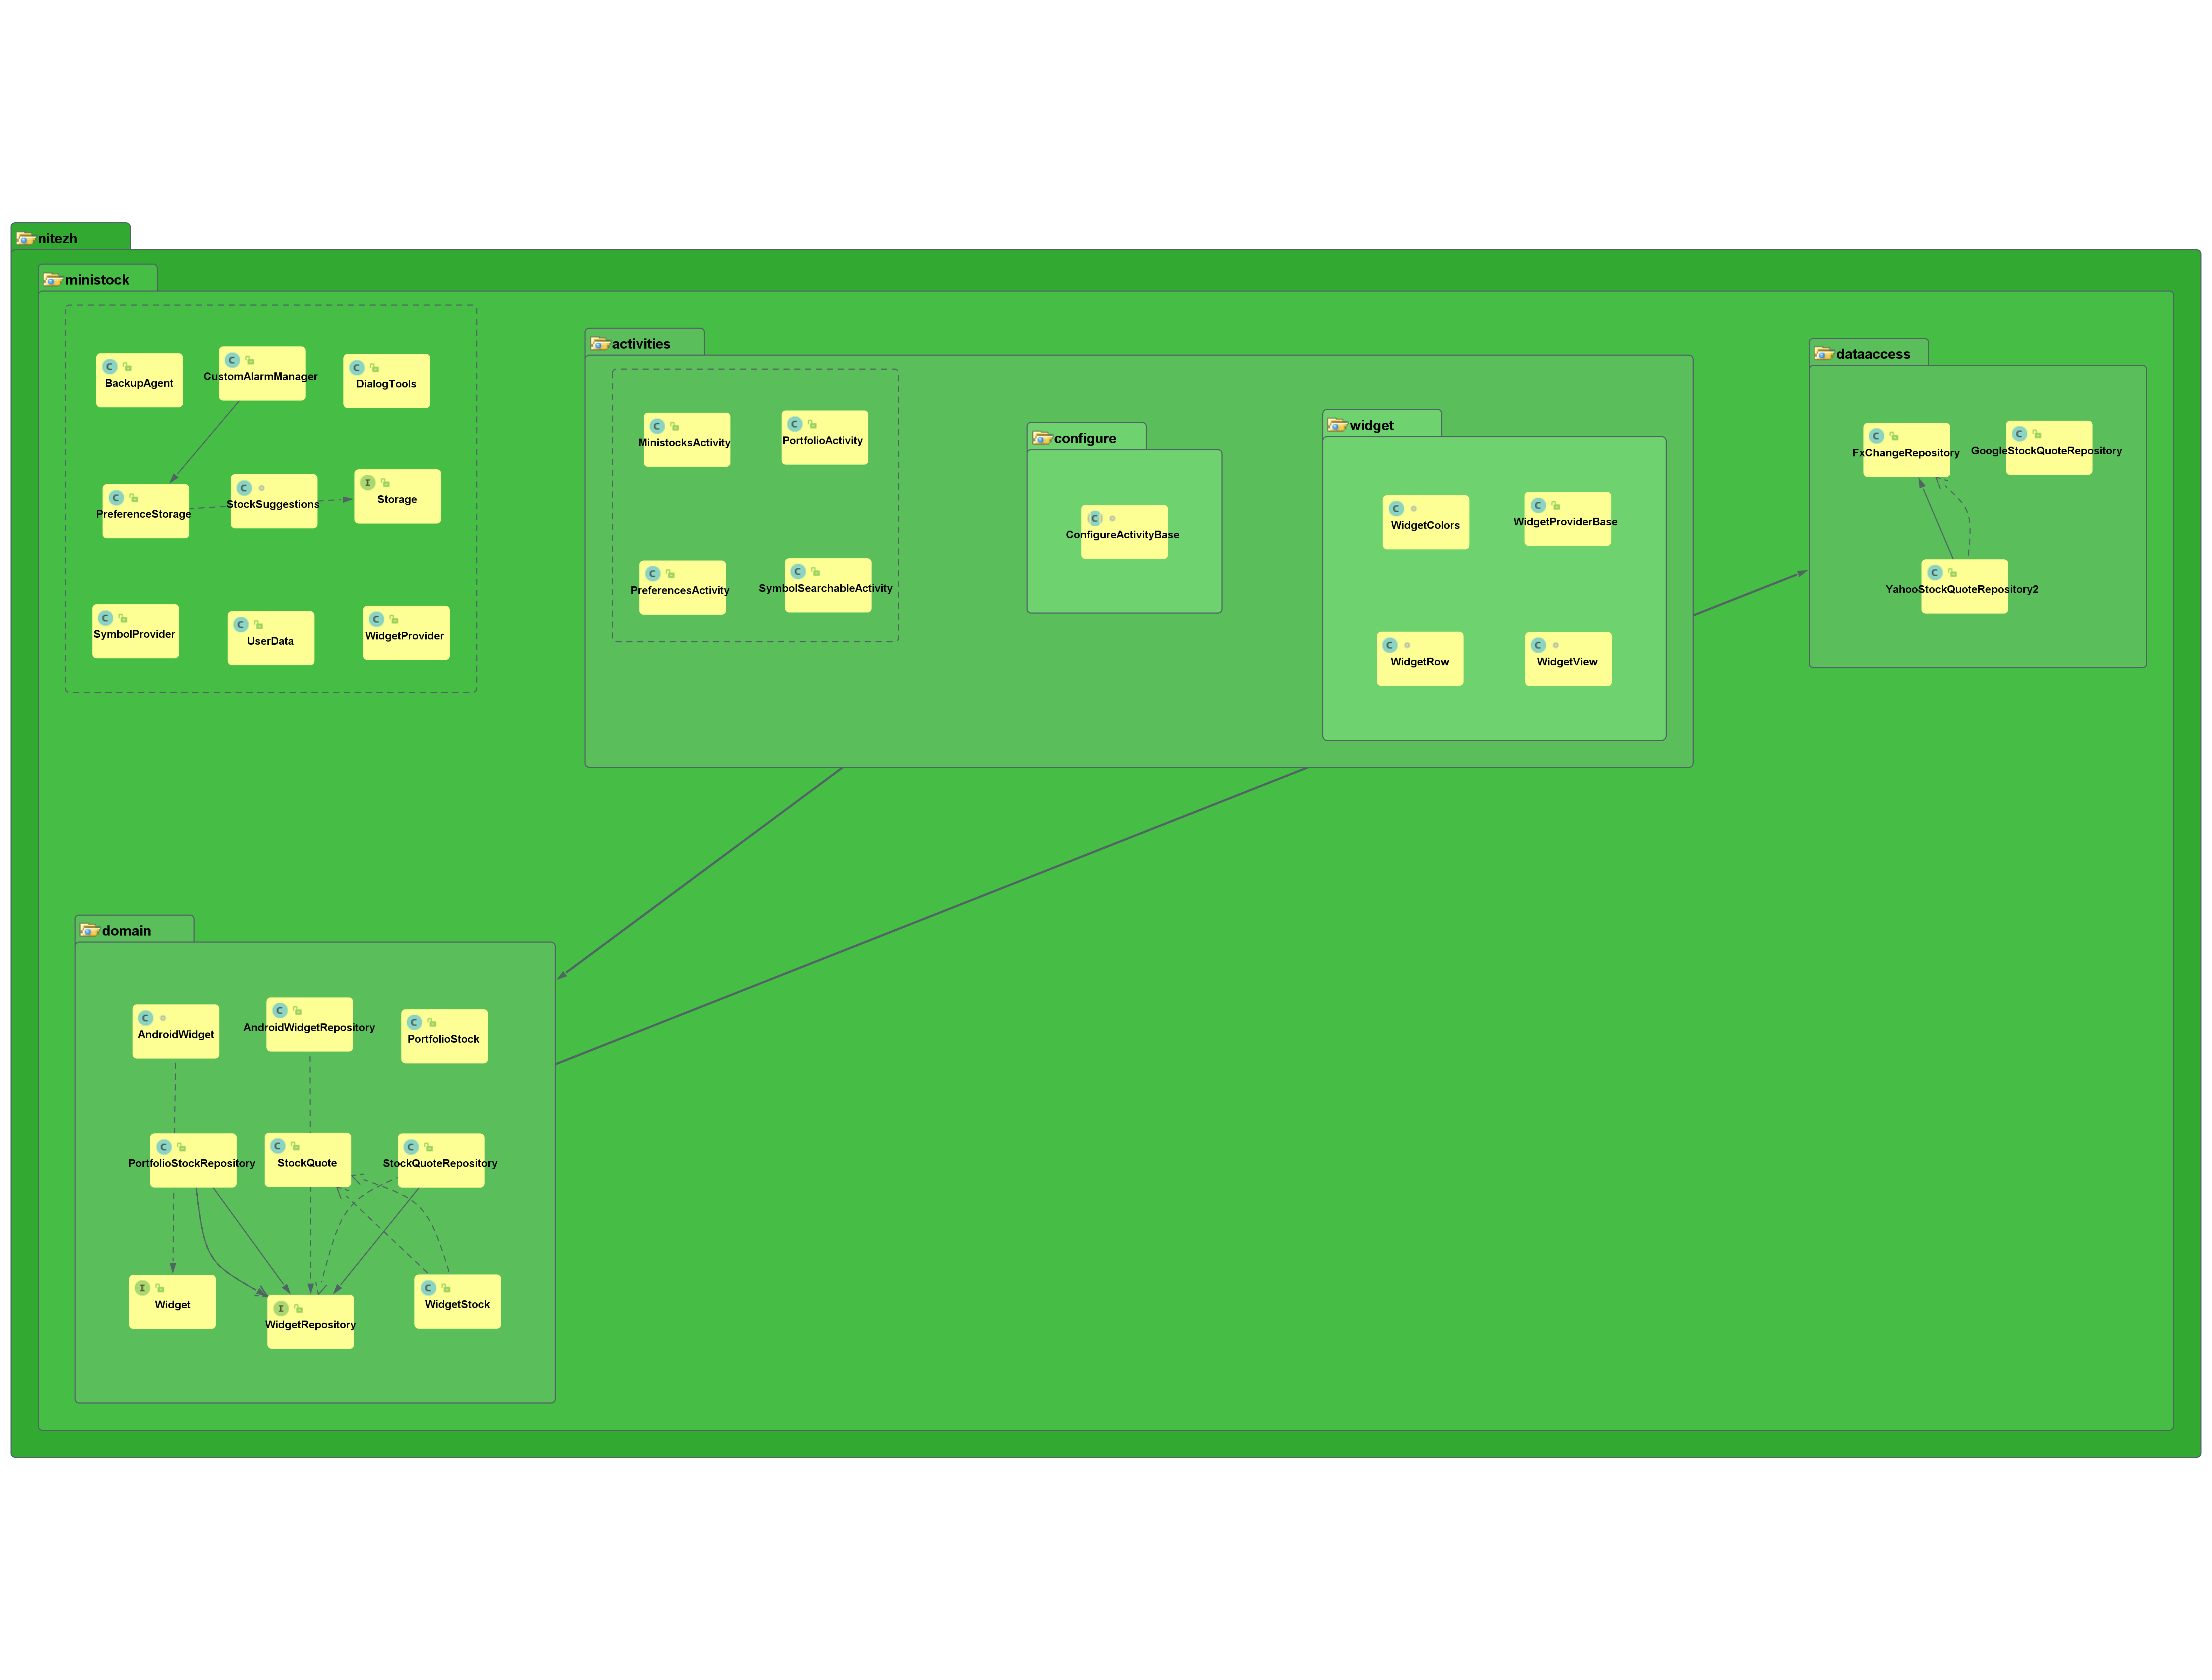 nitezh
ministock
C
BackupAgent
C
CustomAlarmManager
C
DialogTools
C
PreferenceStorage
C
StockSuggestions
I
Storage
C
SymbolProvider
C
UserData
C
WidgetProvider
activities
C
MinistocksActivity
C
PortfolioActivity
C
PreferencesActivity
C
SymbolSearchableActivity
configure
C
ConfigureActivityBase
widget
C
WidgetColors
C
WidgetProviderBase
C
WidgetRow
C
WidgetView
dataaccess
C
FxChangeRepository
C
GoogleStockQuoteRepository
C
YahooStockQuoteRepository2
domain
C
AndroidWidget
C
AndroidWidgetRepository
C
PortfolioStock
C
PortfolioStockRepository
C
StockQuote
C
StockQuoteRepository
I
Widget
I
WidgetRepository
C
WidgetStock